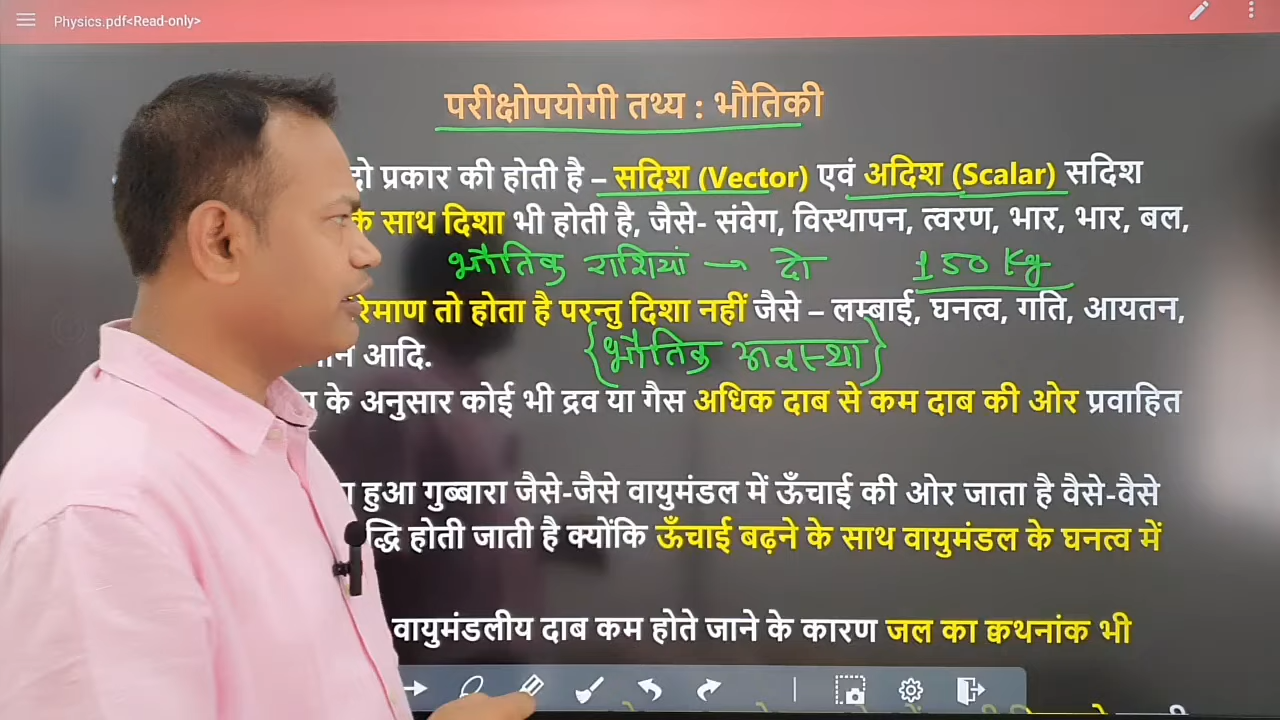 Physics.pdf<Read-only>
परीक्षोपयोगी तथ्य : भौतिकी
दो प्रकार की होती है – सदिश (Vector) एवं अदिश (Scalar) सदिश
के साथ दिशा भी होती है, जैसे- संवेग, विस्थापन, त्वरण, भार, भार, बल,
भौतिक राशियां → दो 150 Kg
तो होता है परन्तु दिशा नहीं जैसे – लम्बाई, घनत्व, गति, आयतन,
{भौतिक अवस्था}
आदि.
के अनुसार कोई भी द्रव या गैस अधिक दाब से कम दाब की ओर प्रवाहित
हुआ गुब्बारा जैसे-जैसे वायुमंडल में ऊँचाई की ओर जाता है वैसे-वैसे
होती जाती है क्योंकि ऊँचाई बढ़ने के साथ वायुमंडल के घनत्व में
वायुमंडलीय दाब कम होते जाने के कारण जल का क्वथनांक भी